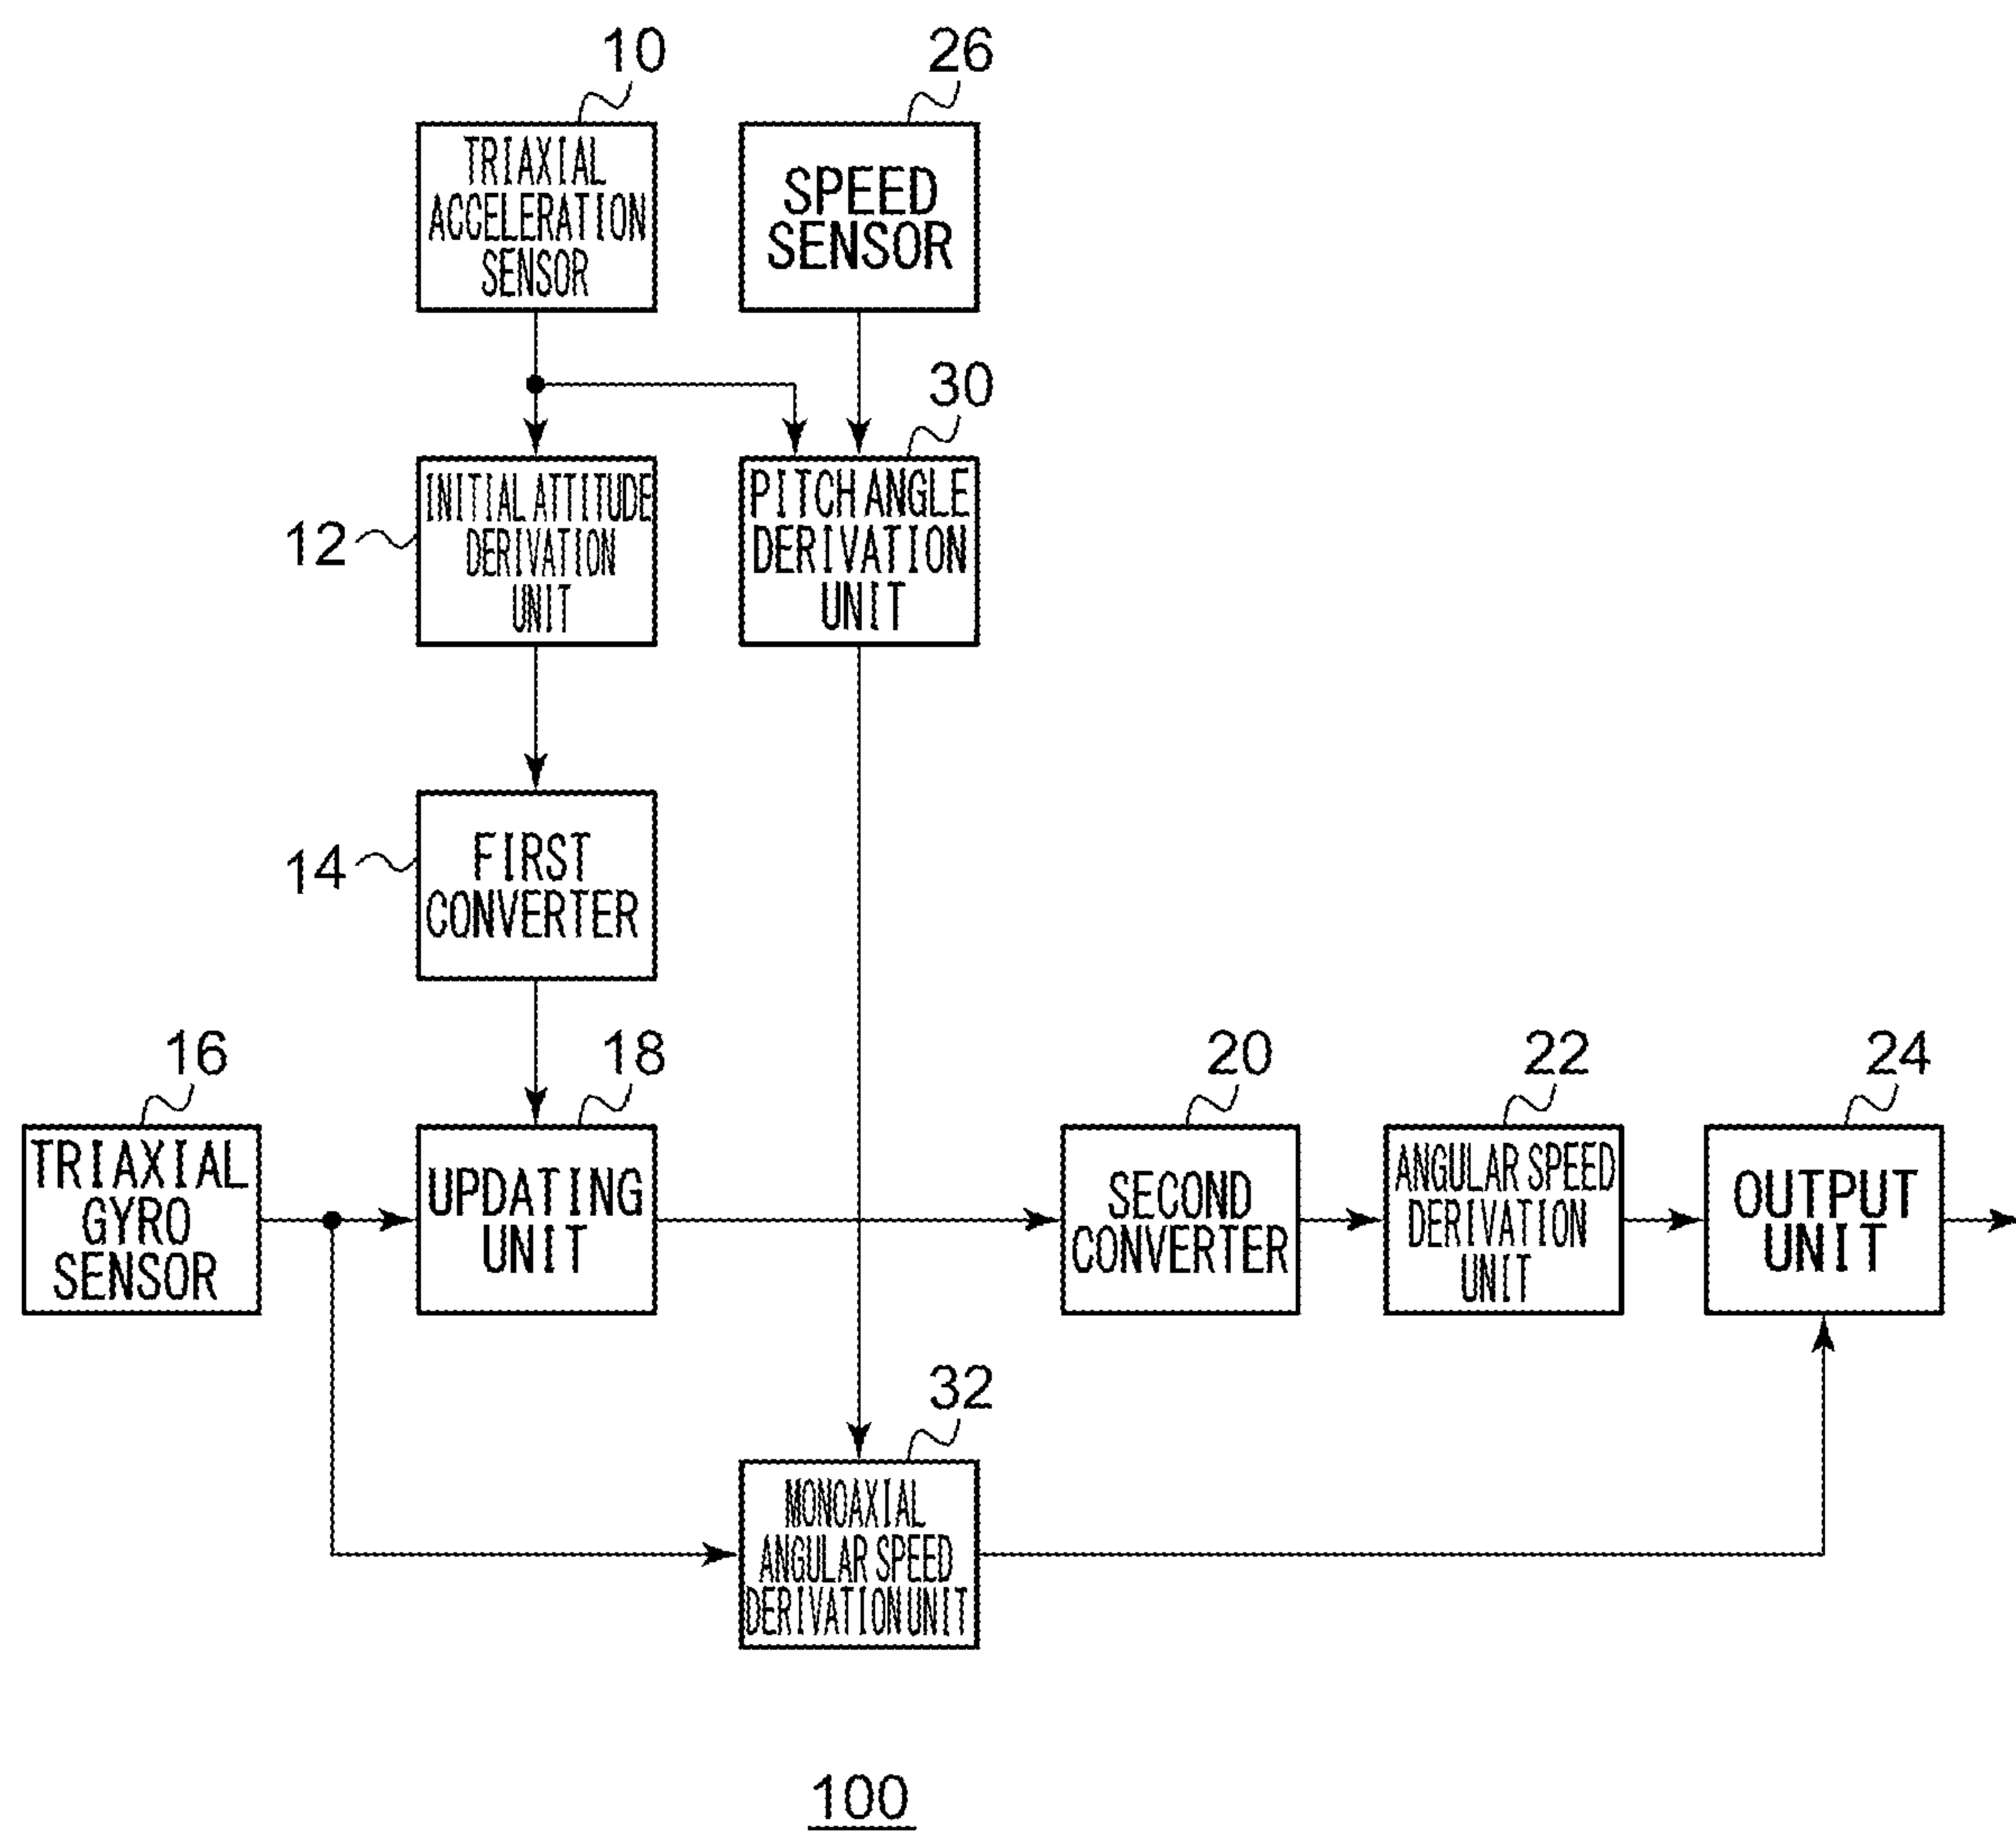 10
26
TRIAXIAL
ACCELERATION
SENSOR
SPEED
SENSOR
30
12
INITIAL ATTITUDE
DERIVATION
UNIT
PITCH ANGLE
DERIVATION
UNIT
14
FIRST
CONVERTER
16
18
20
22
24
TRIAXIAL
GYRO
SENSOR
UPDATING
UNIT
SECOND
CONVERTER
ANGULAR SPEED
DERIVATION
UNIT
OUTPUT
UNIT
32
MONOAXIAL
ANGULAR SPEED
DERIVATION UNIT
100